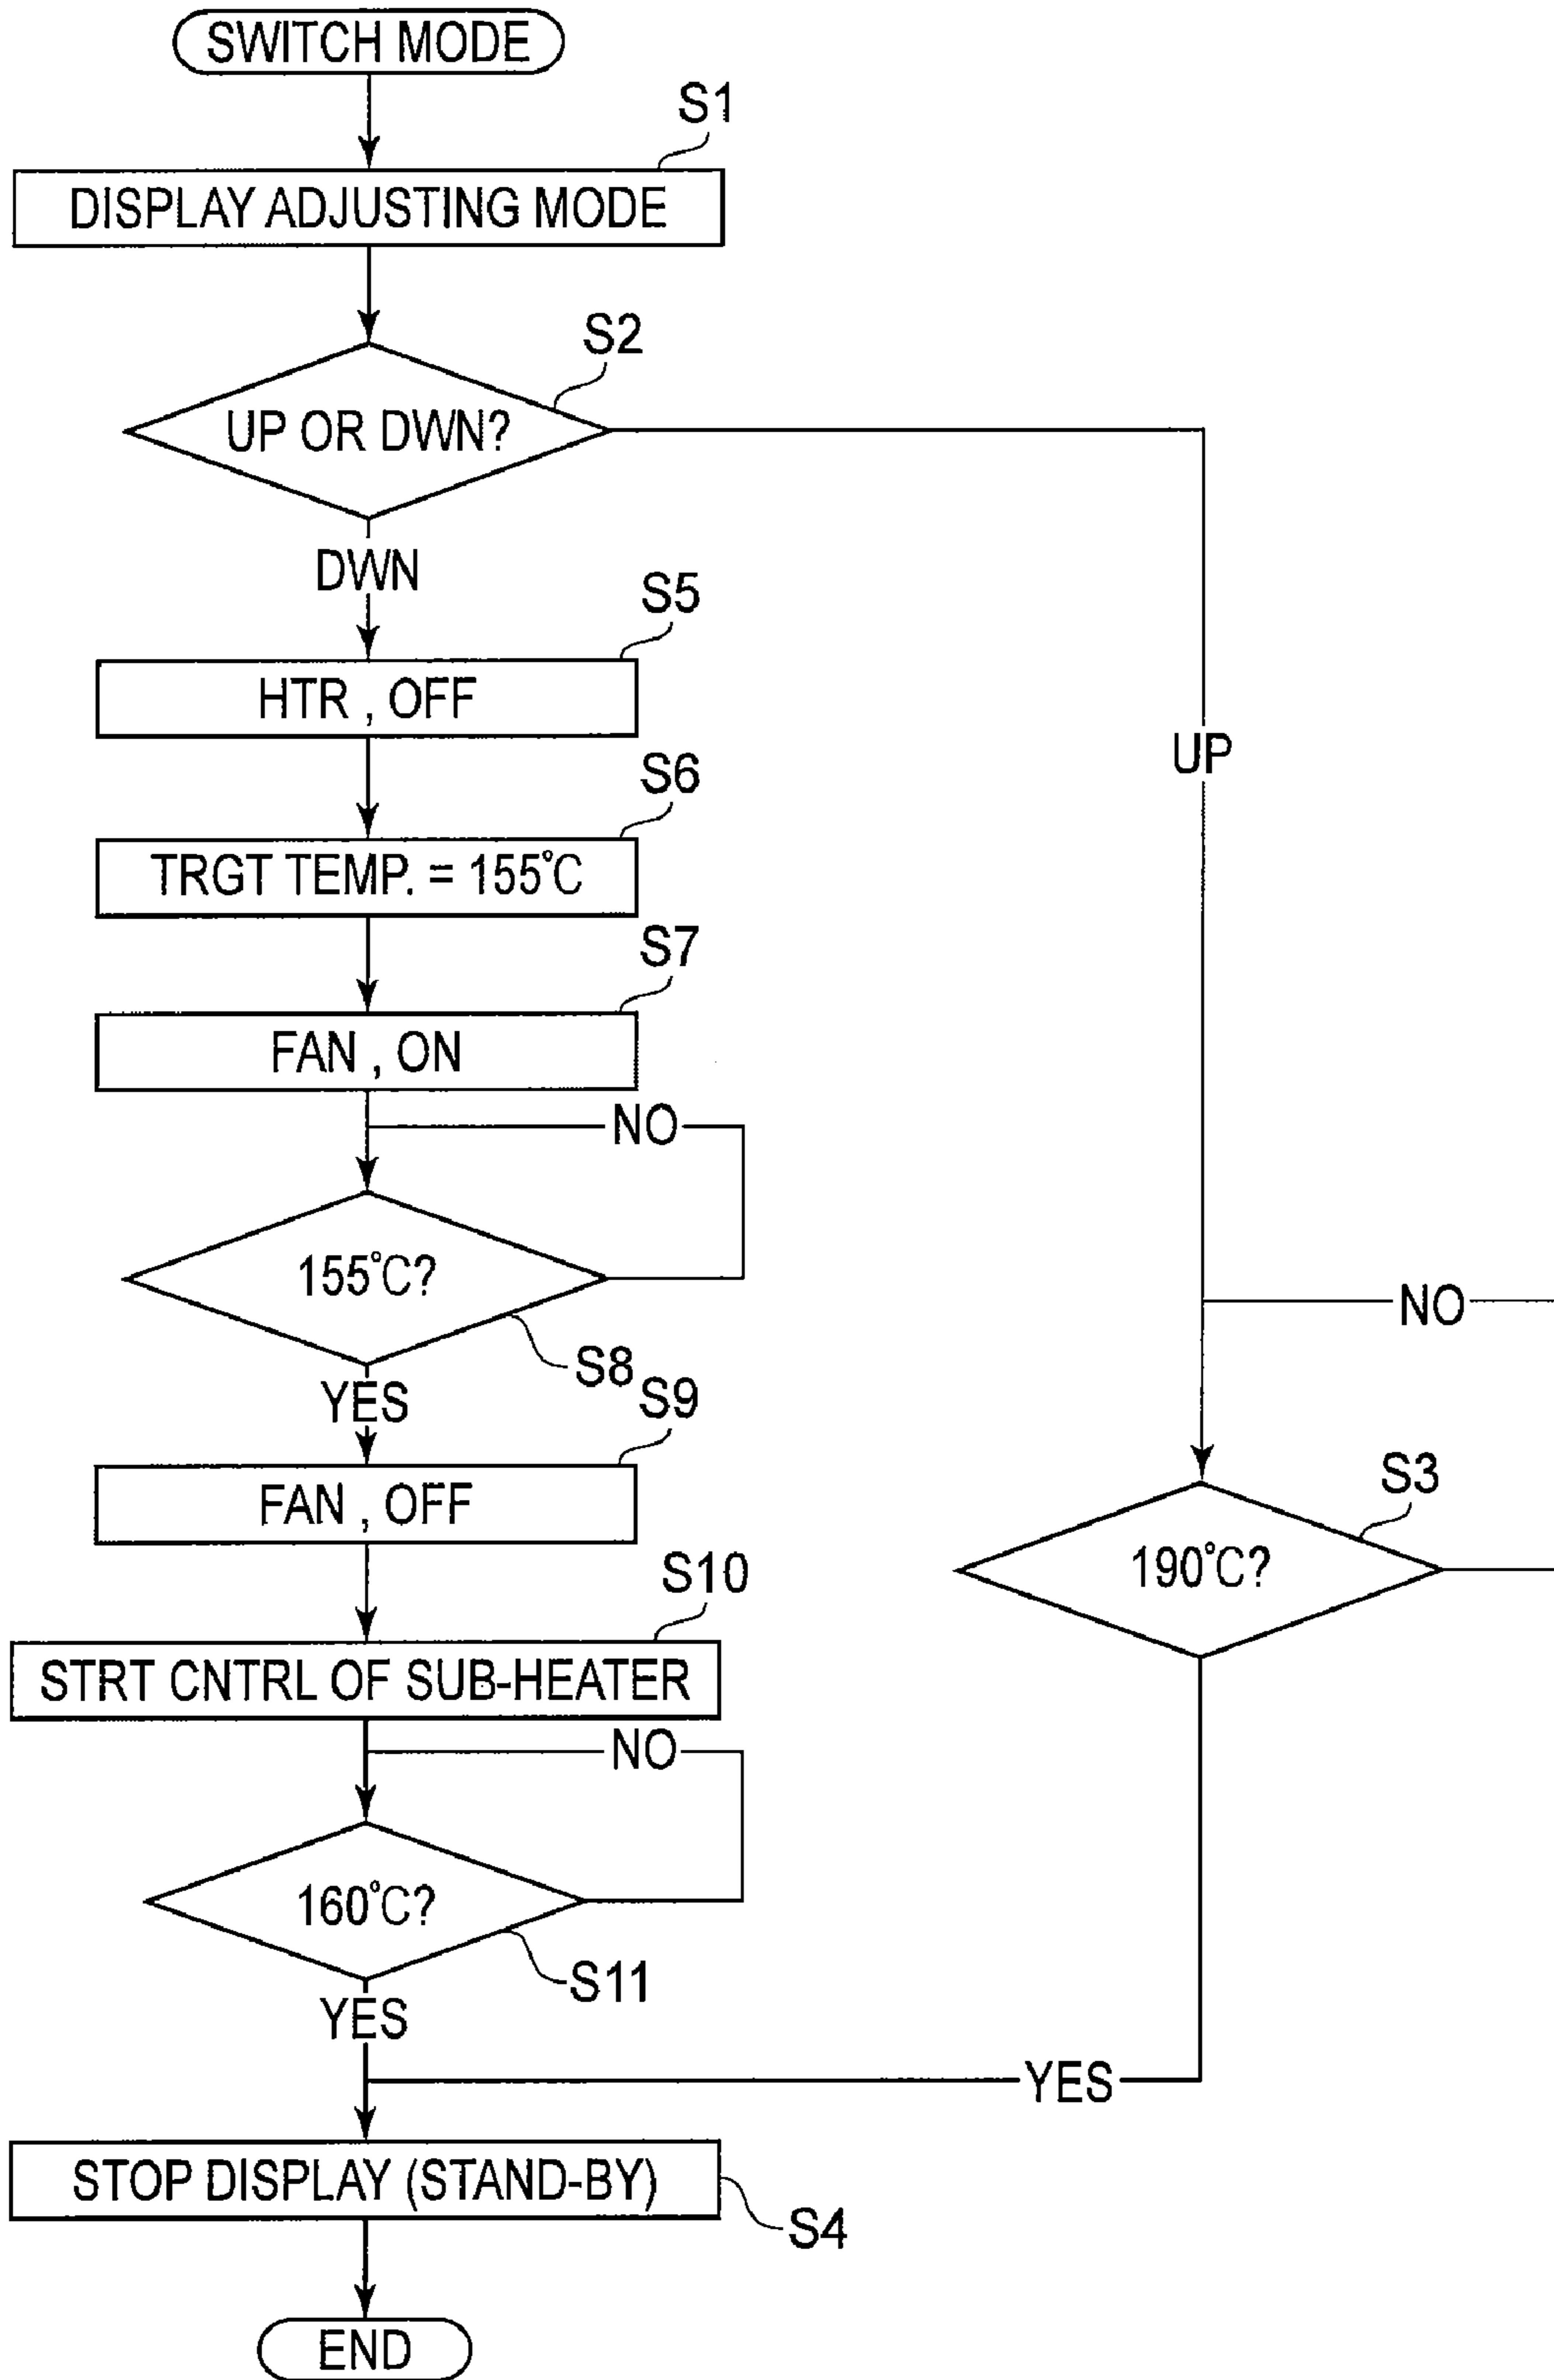 SWITCH MODE
S1
DISPLAY ADJUSTING MODE
S2
UP OR DWN?
DWN
UP
S5
HTR , OFF
S6
TRGT TEMP. = 155°C
S7
FAN , ON
NO
155°C?
S8
YES
S9
FAN , OFF
NO
S3
190°C?
S10
STRT CNTRL OF SUB-HEATER
NO
160°C?
S11
YES
YES
STOP DISPLAY (STAND-BY)
S4
END